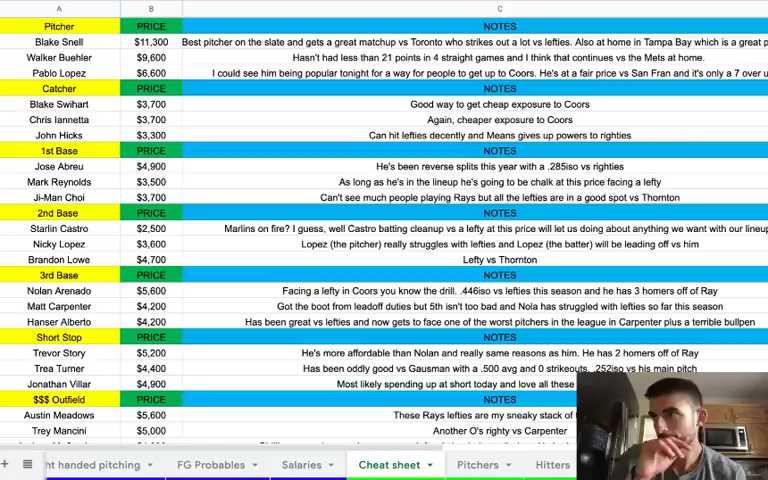 A B C
Pitcher PRICE NOTES
Blake Snell $11,300 Best pitcher on the slate and gets a great matchup vs Toronto who strikes out a lot vs lefties. Also at home in Tampa Bay which is a great p
Walker Buehler $9,600 Hasn't had less than 21 points in 4 straight games and I think that continues vs the Mets at home.
Pablo Lopez $6,600 I could see him being popular tonight for a way for people to get up to Coors. He's at a fair price vs San Fran and it's only a 7 over u
Catcher PRICE NOTES
Blake Swihart $3,700 Good way to get cheap exposure to Coors
Chris Iannetta $3,700 Again, cheaper exposure to Coors
John Hicks $3,300 Can hit lefties decently and Means gives up powers to righties
1st Base PRICE NOTES
Jose Abreu $4,900 He's been reverse splits this year with a .285iso vs righties
Mark Reynolds $3,500 As long as he's in the lineup he's going to be chalk at this price facing a lefty
Ji-Man Choi $3,700 Can't see much people playing Rays but all the lefties are in a good spot vs Thornton
2nd Base PRICE NOTES
Starlin Castro $2,500 Marlins on fire? I guess, well Castro batting cleanup vs a lefty at this price will let us doing about anything we want with our lineup
Nicky Lopez $3,600 Lopez (the pitcher) really struggles with lefties and Lopez (the batter) will be leading off vs him
Brandon Lowe $4,700 Lefty vs Thornton
3rd Base PRICE NOTES
Nolan Arenado $5,600 Facing a lefty in Coors you know the drill. .446iso vs lefties this season and he has 3 homers off of Ray
Matt Carpenter $4,200 Got the boot from leadoff duties but 5th isn't too bad and Nola has struggled with lefties so far this season
Hanser Alberto $4,200 Has been great vs lefties and now gets to face one of the worst pitchers in the league in Carpenter plus a terrible bullpen
Short Stop PRICE NOTES
Trevor Story $5,200 He's more affordable than Nolan and really same reasons as him. He has 2 homers off of Ray
Trea Turner $4,400 Has been oddly good vs Gausman with a .500 avg and 0 strikeouts. .252iso vs his main pitch
Jonathan Villar $4,900 Most likely spending up at short today and love all these
$$$ Outfield PRICE NOTES
Austin Meadows $5,600 These Rays lefties are my sneaky stack of
Trey Mancini $5,000 Another O's righty vs Carpenter
ht handed pitching FG Probables Salaries Cheat sheet Pitchers Hitters